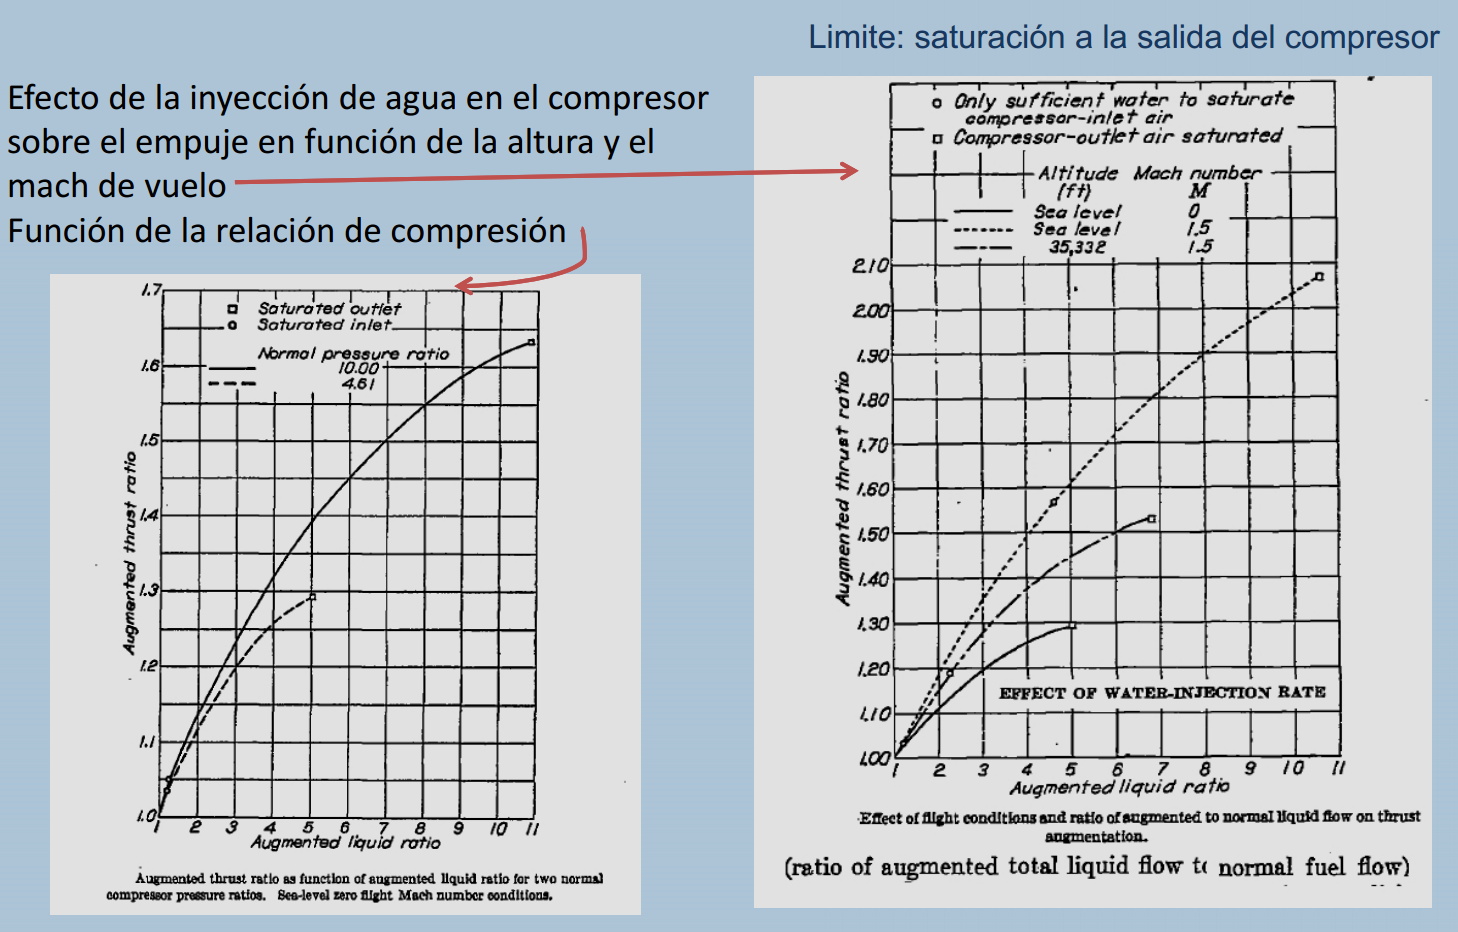 Limite: saturación a la salida del compresor
Efecto de la inyección de agua en el compresor
sobre el empuje en función de la altura y el
mach de vuelo
Función de la relación de compresión
1.7
1.6
1.5
1.4
1.3
1.2
1.1
1.0
Augmented thrust ratio
Saturated outlet
Saturated inlet
Normal pressure ratio
10.00
4.61
1 2 3 4 5 6 7 8 9 10 11
Augmented liquid ratio
Augmented thrust ratio as function of augmented liquid ratio for two normal
compressor pressure ratios. Sea-level zero flight Mach number conditions.
Only sufficient water to saturate
compressor-inlet air
Compressor-outlet air saturated
Altitude Mach number
(ft) M
Sea level 0
Sea level 1.5
35,332 1.5
2.10
2.00
1.90
1.80
1.70
1.60
1.50
1.40
1.30
1.20
1.10
1.00
Augmented thrust ratio
EFFECT OF WATER-INJECTION RATE
1 2 3 4 5 6 7 8 9 10 11
Augmented liquid ratio
Effect of flight conditions and ratio of augmented to normal liquid flow on thrust
augmentation.
(ratio of augmented total liquid flow to normal fuel flow)